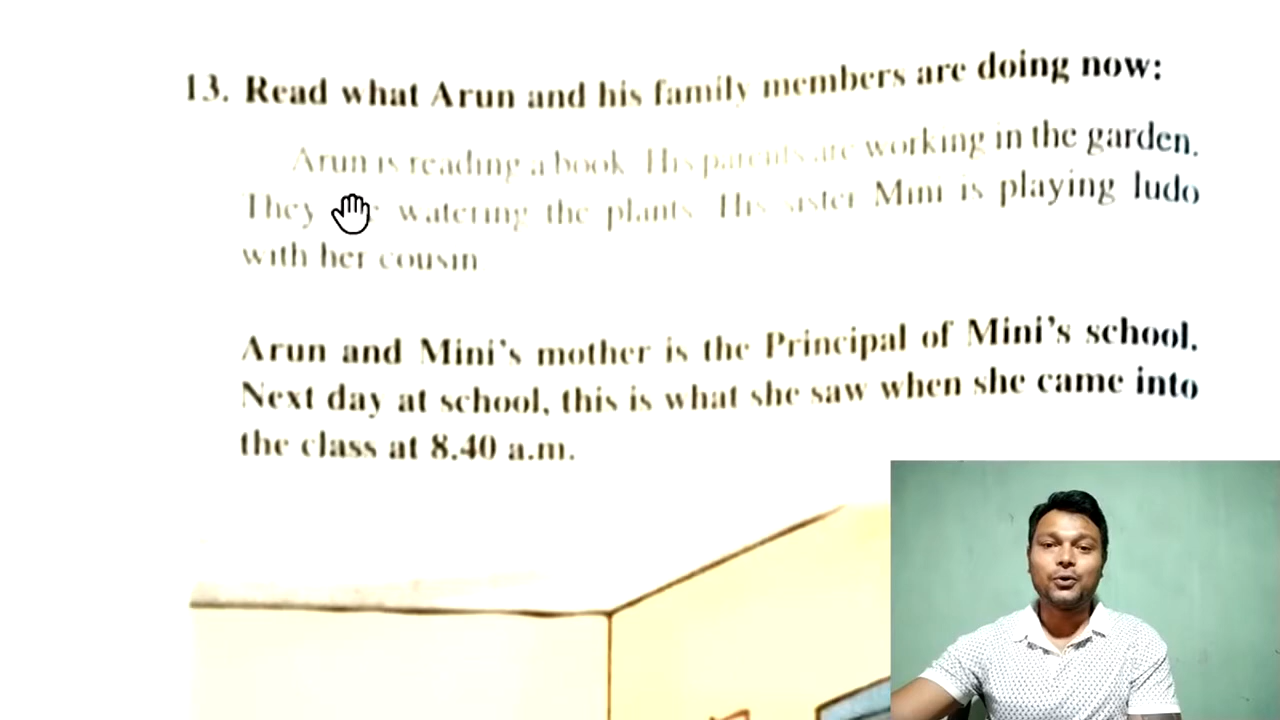 13. Read what Arun and his family members are doing now:
Arun is reading a book. His parents are working in the garden.
They watering the plants. His sister Mini is playing ludo
with her cousin
Arun and Mini's mother is the Principal of Mini's school.
Next day at school, this is what she saw when she came into
the class at 8.40 a.m.